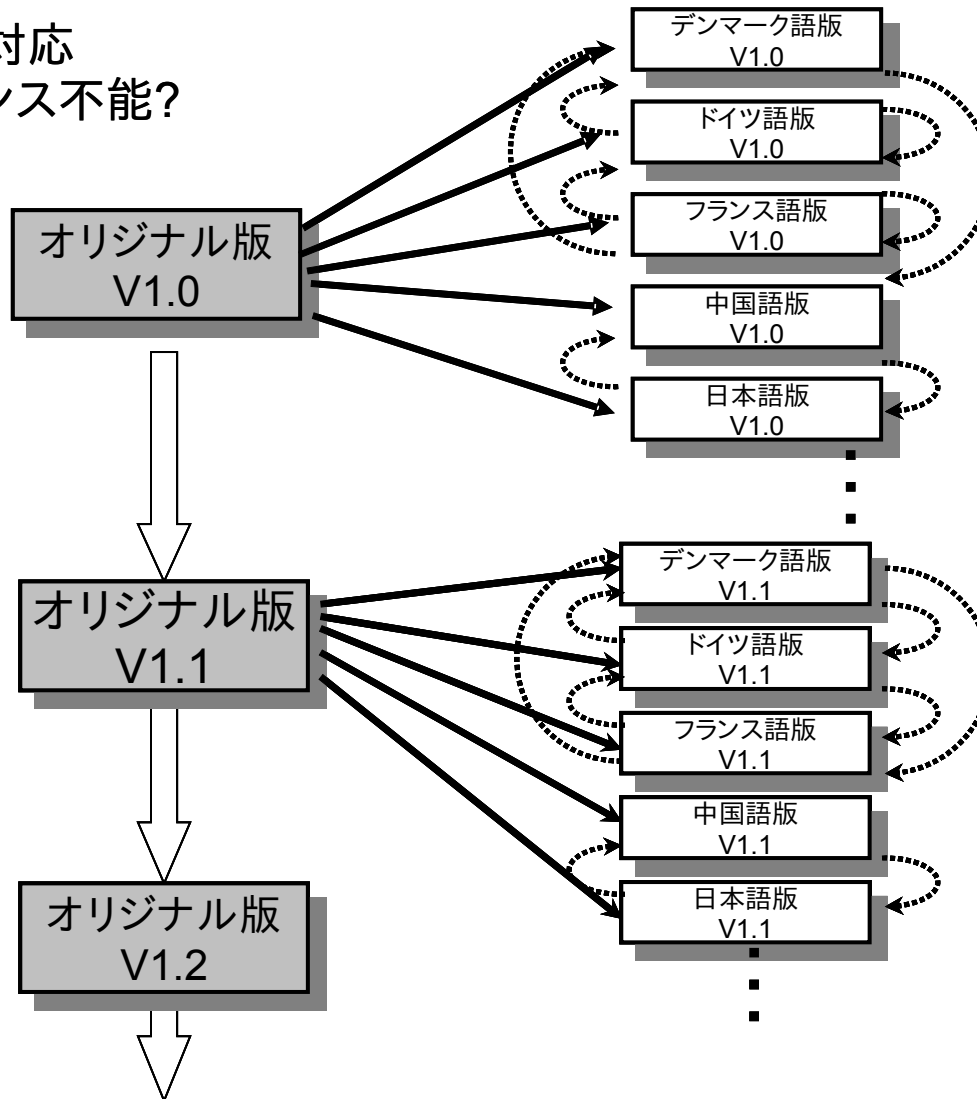 対応
ンス不能?
オリジナル版
V1.0
デンマーク語版
V1.0
ドイツ語版
V1.0
フランス語版
V1.0
中国語版
V1.0
日本語版
V1.0
オリジナル版
V1.1
デンマーク語版
V1.1
ドイツ語版
V1.1
フランス語版
V1.1
中国語版
V1.1
日本語版
V1.1
オリジナル版
V1.2